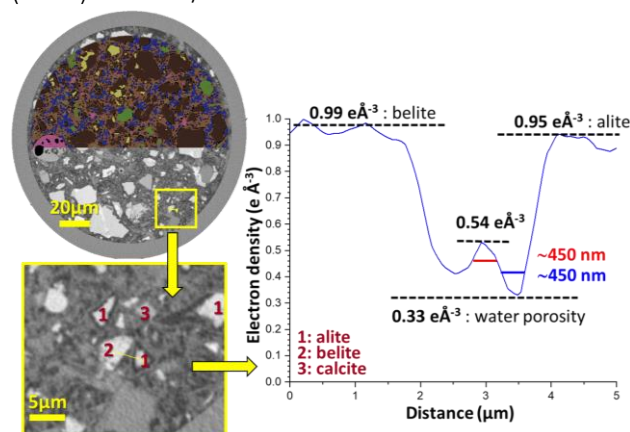 20µm
1
3
1
2
1
5µm
0.99 eÅ⁻³ : belite
0.95 eÅ⁻³ : alite
0.54 eÅ⁻³
~450 nm
~450 nm
0.33 eÅ⁻³ : water porosity
1: alite
2: belite
3: calcite
Electron density (e Å⁻³)
1.0
0.9
0.8
0.7
0.6
0.5
0.4
0.3
0.2
0.1
0.0
0 1 2 3 4 5
Distance (µm)